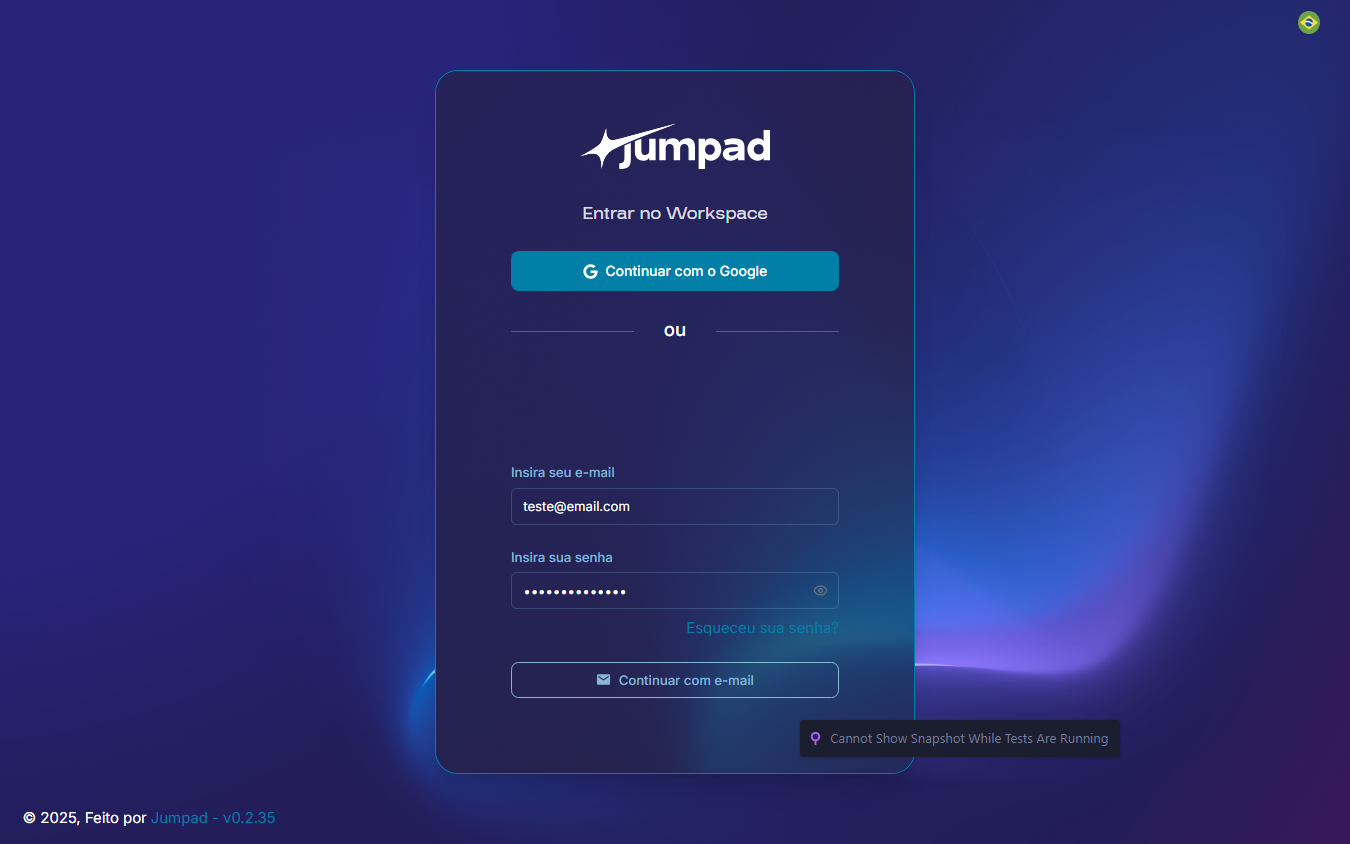 jumpad
Entrar no Workspace
Continuar com o Google
ou
Insira seu e-mail
teste@email.com
Insira sua senha
••••••••••••••
Esqueceu sua senha?
Continuar com e-mail
Cannot Show Snapshot While Tests Are Running
© 2025, Feito por Jumpad - v0.2.35